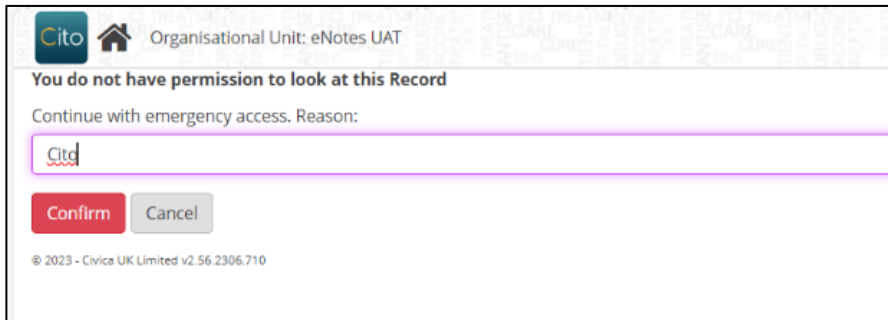 Cito Organisational Unit: eNotes UAT
You do not have permission to look at this Record
Continue with emergency access. Reason:
Cito
Confirm Cancel
© 2023 - Civica UK Limited v2.56.2306.710